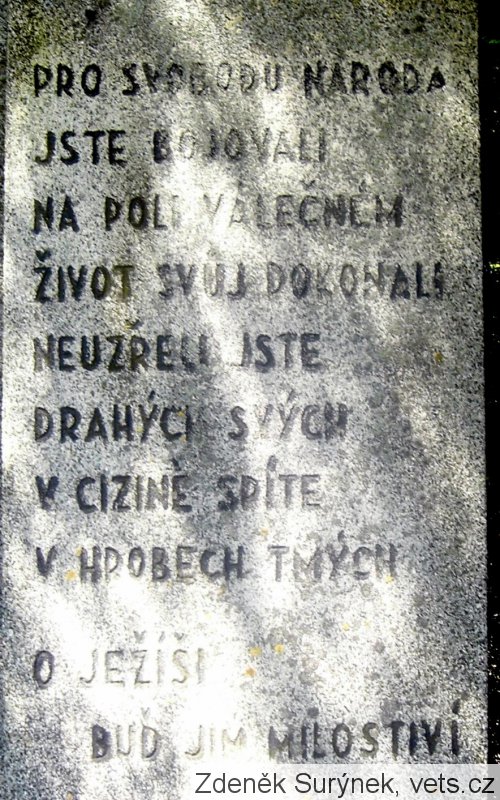 PRO SVOBODU NÁRODA
JSTE BOJOVALI
NA POLI VÁLEČNÉM
ŽIVOT SVŮJ DOKONALI
NEUZŘELI JSTE
DRAHÝCH SVÝCH
V CIZINĚ SPÍTE
V HROBECH TMÝCH
O JEŽÍŠI
BUĎ JIM MILOSTIVÍ
Zdeněk Surýnek, vets.cz